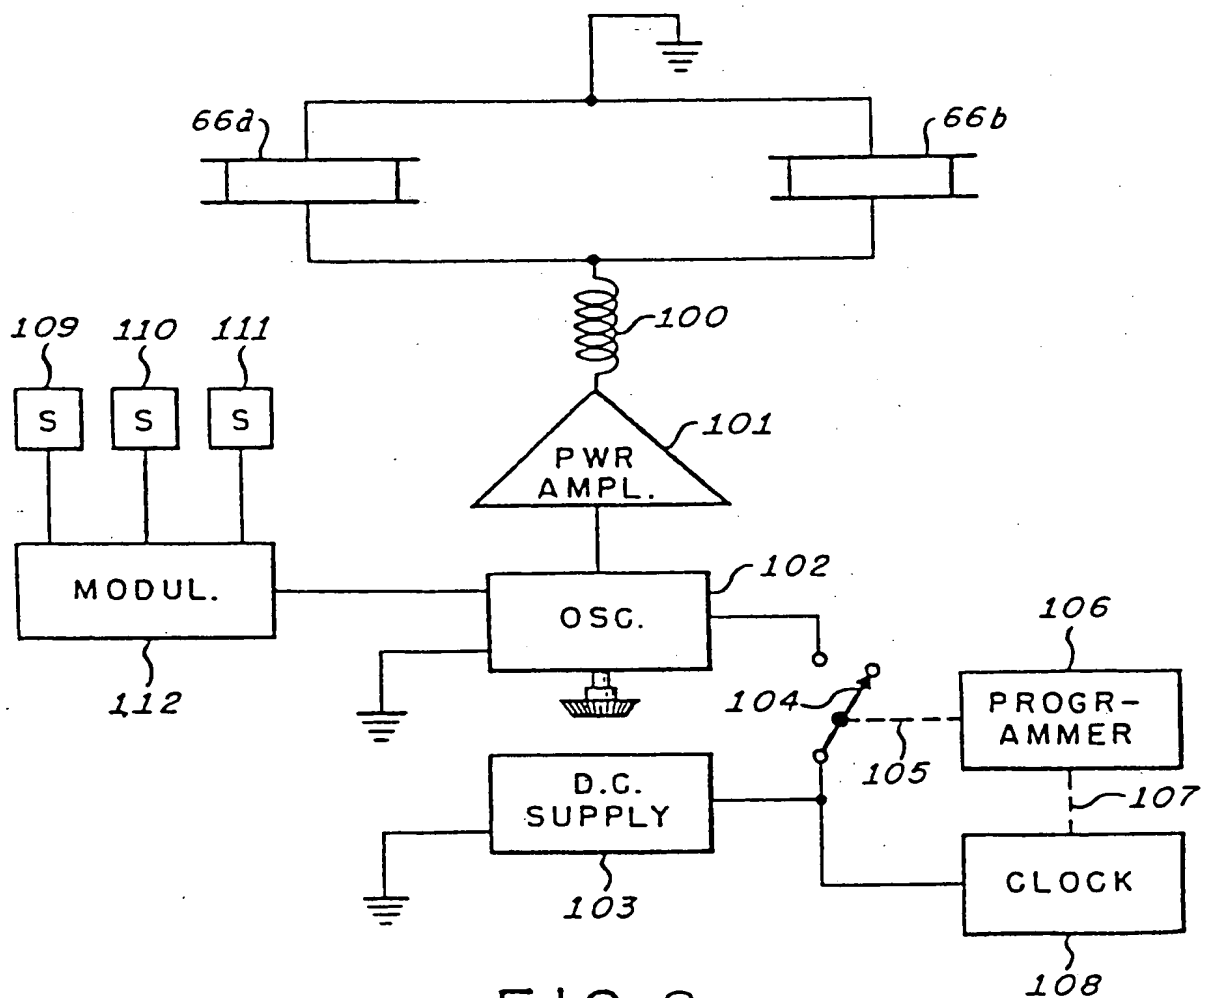 66a
66b
100
109 110 111
S S S
101
PWR
AMPL.
102
MODUL.
OSC.
106
112
104
PROGR-
AMMER
105
D.C.
SUPPLY
107
103
CLOCK
108